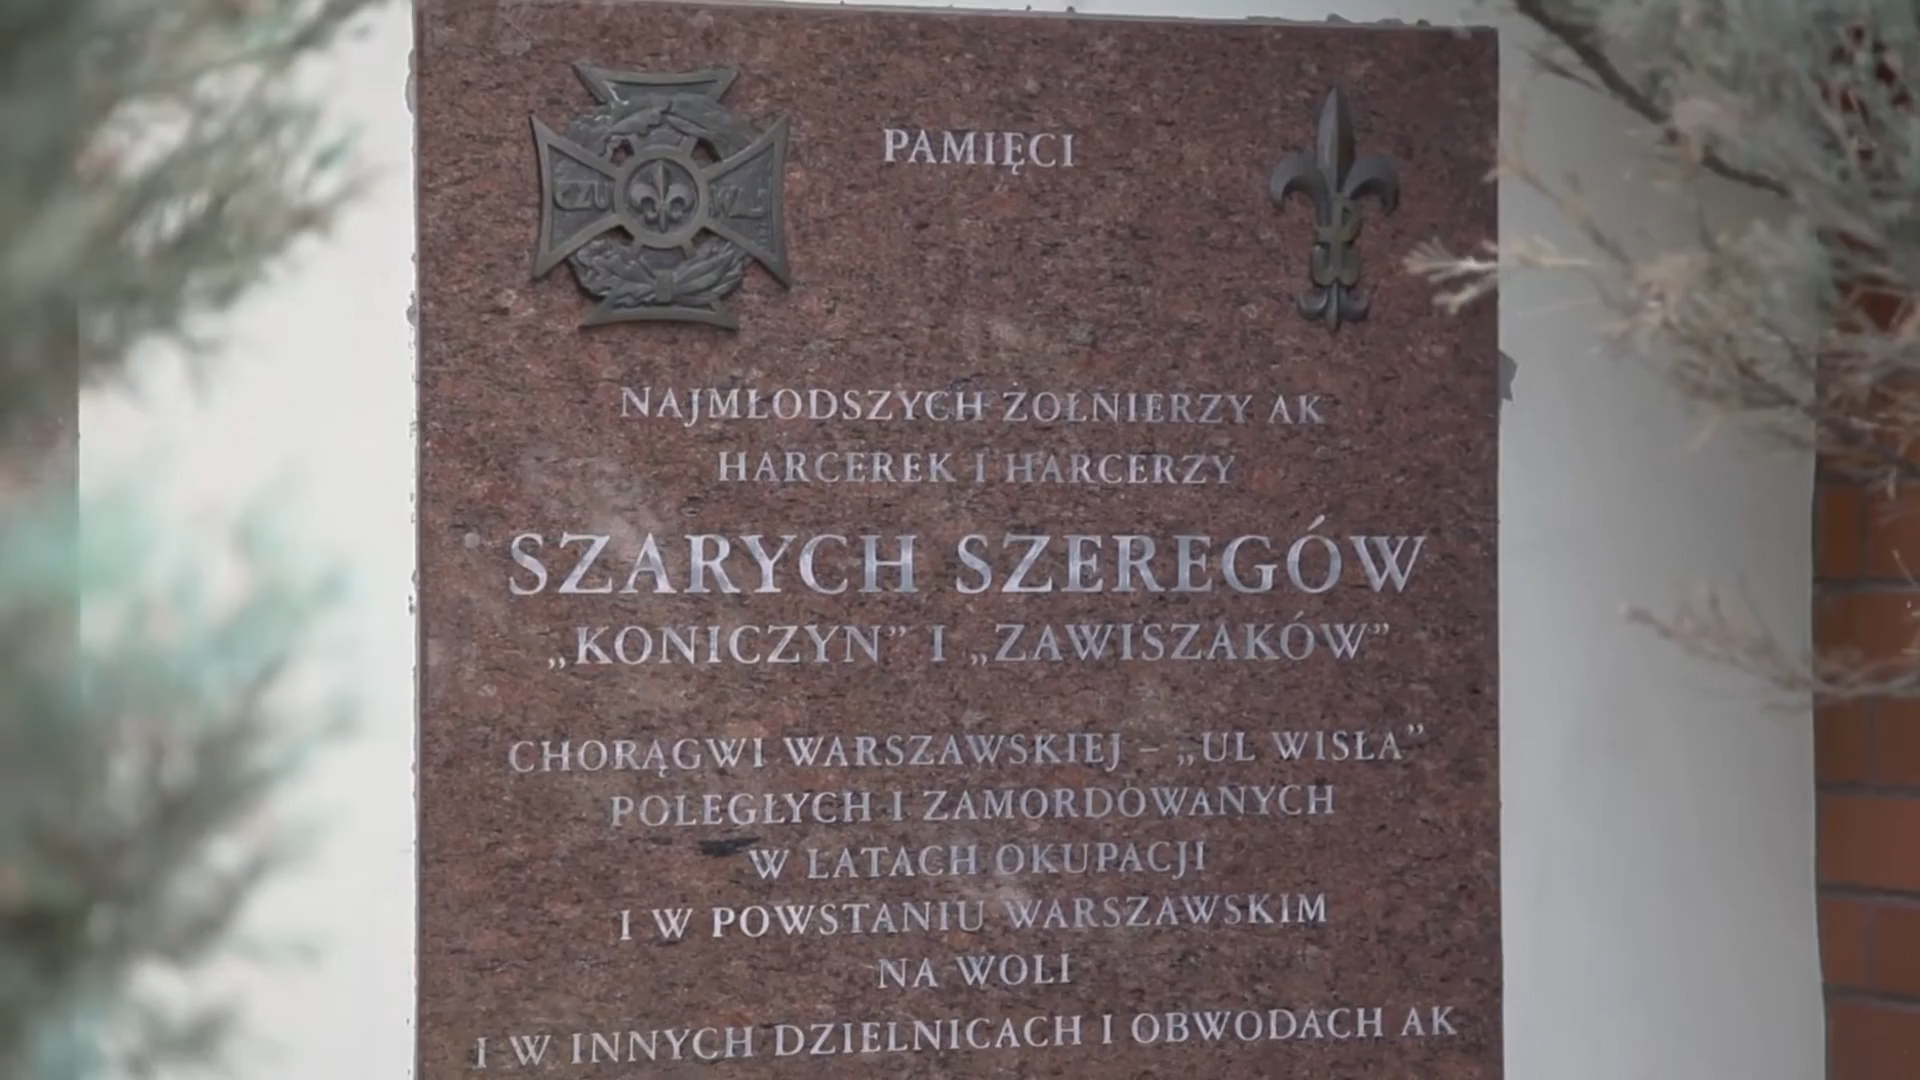 PAMIĘCI
CZUWAJ
NAJMŁODSZYCH ŻOŁNIERZY AK
HARCEREK I HARCERZY
SZARYCH SZEREGÓW
„KONICZYN” I „ZAWISZAKÓW”
CHORĄGWI WARSZAWSKIEJ – „UL WISŁA”
POLEGŁYCH I ZAMORDOWANYCH
W LATACH OKUPACJI
I W POWSTANIU WARSZAWSKIM
NA WOLI
I W INNYCH DZIELNICACH I OBWODACH AK